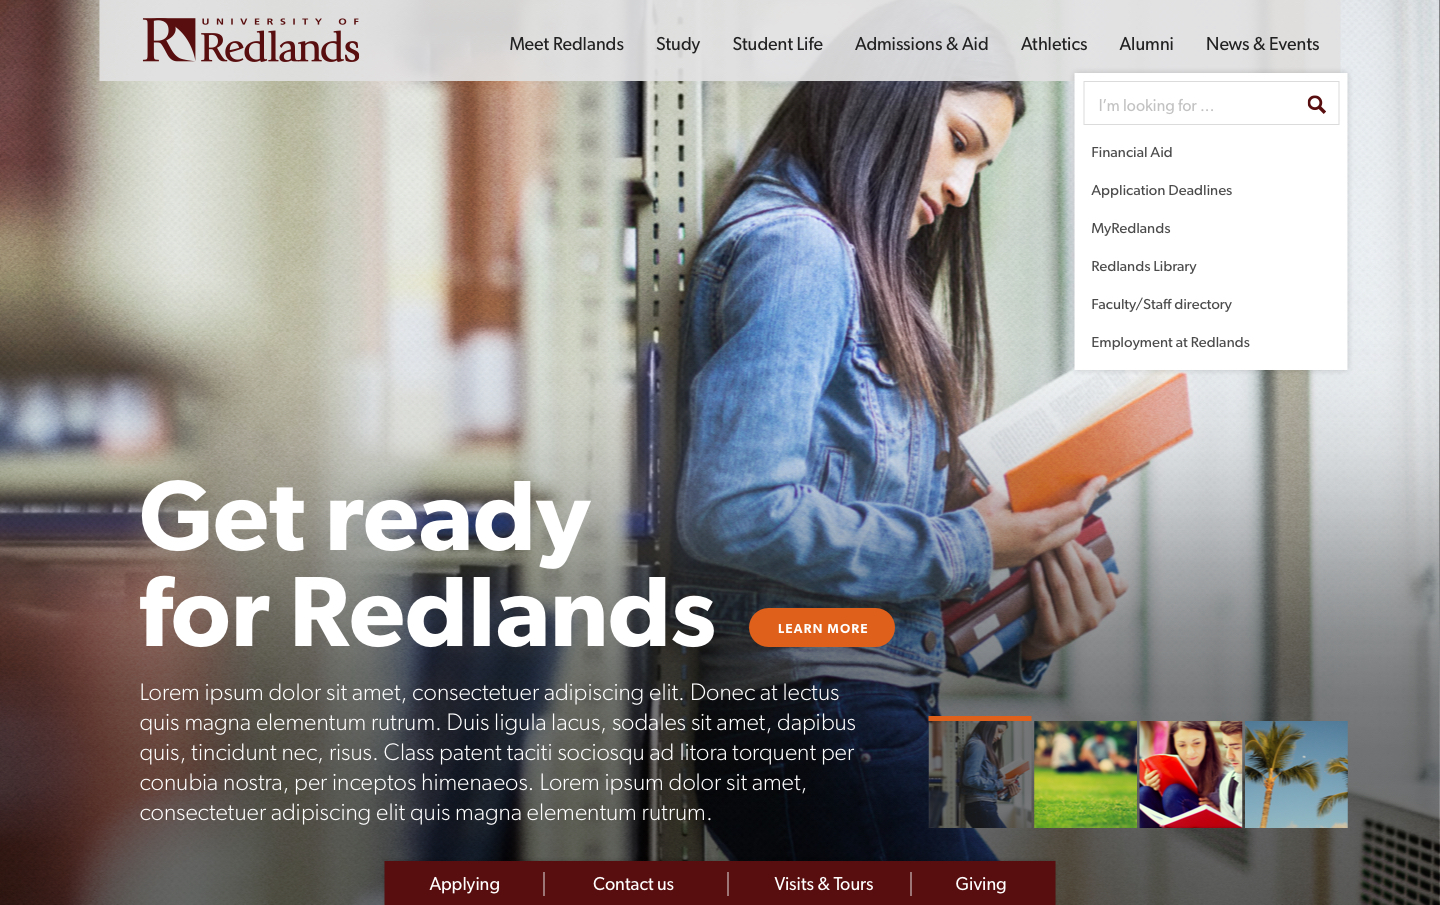 UNIVERSITY OF
Redlands
Meet Redlands
Study
Student Life
Admissions & Aid
Athletics
Alumni
News & Events
I'm looking for ...
Financial Aid
Application Deadlines
MyRedlands
Redlands Library
Faculty/Staff directory
Employment at Redlands
Get ready
for Redlands
LEARN MORE
Lorem ipsum dolor sit amet, consectetuer adipiscing elit. Donec at lectus
quis magna elementum rutrum. Duis ligula lacus, sodales sit amet, dapibus
quis, tincidunt nec, risus. Class patent taciti sociosqu ad litora torquent per
conubia nostra, per inceptos himenaeos. Lorem ipsum dolor sit amet,
consectetuer adipiscing elit quis magna elementum rutrum.
Applying
Contact us
Visits & Tours
Giving